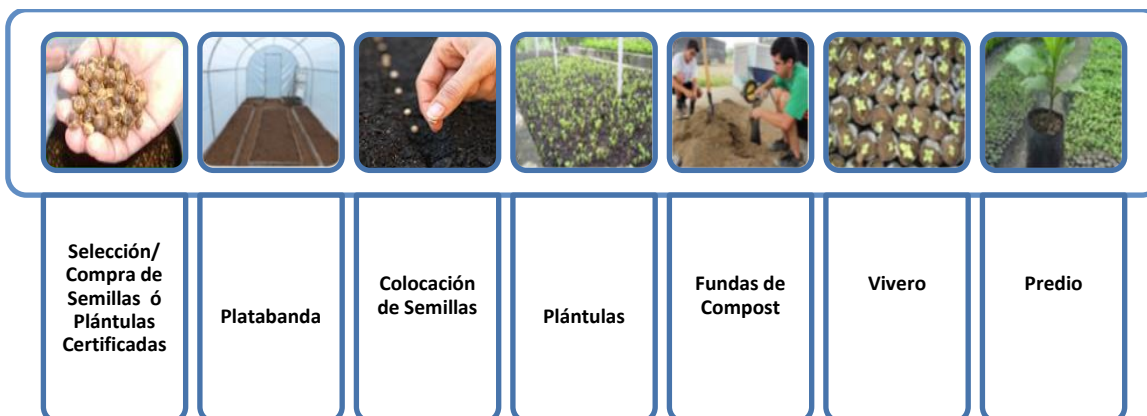 Selección/
Compra de
Semillas ó
Plántulas
Certificadas
Platabanda
Colocación
de Semillas
Plántulas
Fundas de
Compost
Vivero
Predio